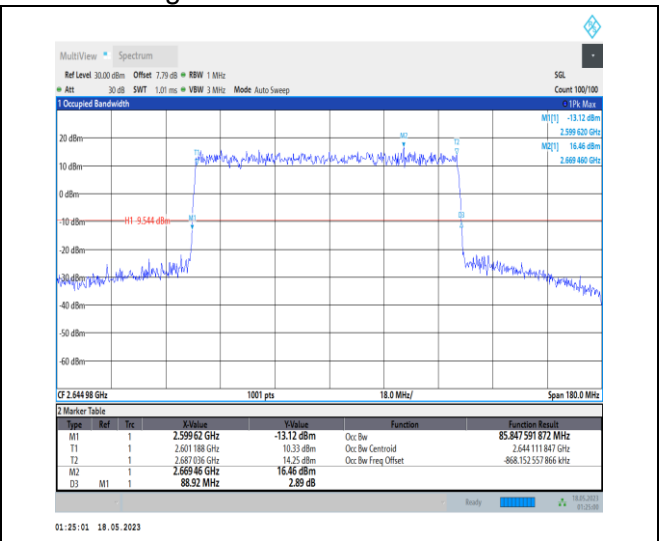 MultiView Spectrum
Ref Level 30.00 dBm Offset 7.79 dB RBW 1 MHz SGL
Att 30 dB SWT 1.01 ms VBW 3 MHz Mode Auto Sweep Count 100/100
1 Occupied Bandwidth 1Pk Max
M1[1] -13.12 dBm
2.599 620 GHz
M2[1] 16.46 dBm
2.669 460 GHz
20 dBm
M2
T2
T1
10 dBm
0 dBm
-10 dBm
H1 -9.544 dBm
M1
D3
-20 dBm
-30 dBm
-40 dBm
-50 dBm
-60 dBm
CF 2.644 98 GHz 1001 pts 18.0 MHz/ Span 180.0 MHz
2 Marker Table
Type Ref Trc X-Value Y-Value Function Function Result
M1 1 2.599 62 GHz -13.12 dBm Occ Bw 85.847 591 872 MHz
T1 1 2.601 188 GHz 10.33 dBm Occ Bw Centroid 2.644 111 847 GHz
T2 1 2.687 036 GHz 14.25 dBm Occ Bw Freq Offset -868.152 557 866 kHz
M2 1 2.669 46 GHz 16.46 dBm
D3 M1 1 88.92 MHz 2.89 dB
Ready 18.05.2023
01:25:00
01:25:01 18.05.2023